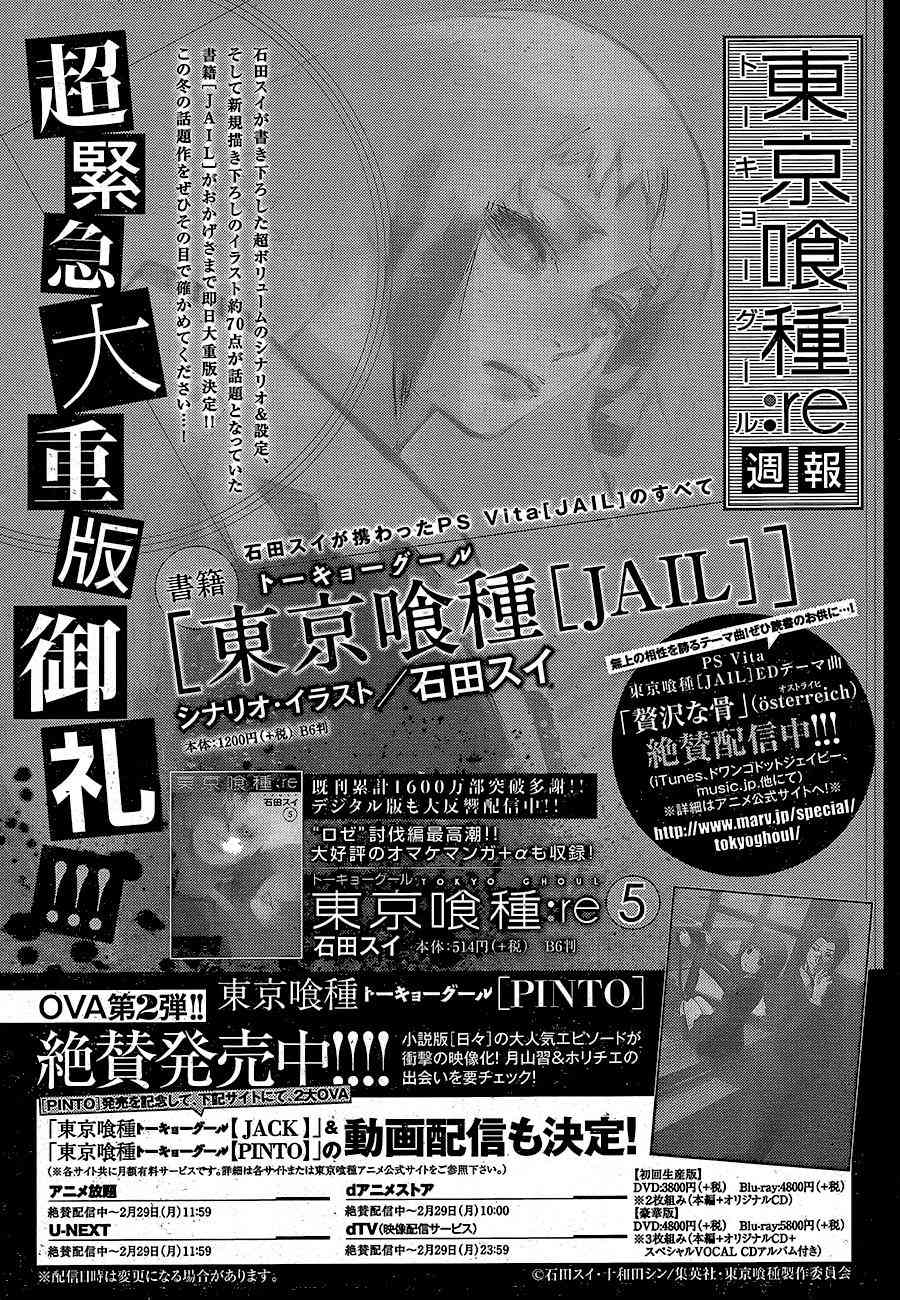 東京喰種:re
トーキョーグール
週報
超緊急大重版御礼!!!!
石田スイが書き下ろした超ボリュームのシナリオ&設定、
そして新規描き下ろしのイラスト約70点が話題となっていた
書籍[JAIL]がおかげさまで即日大重版決定!!
この冬の話題作をぜひその目で確かめてください…!
石田スイが携わったPS Vita[JAIL]のすべて
書籍
トーキョーグール
[東京喰種[JAIL]]
シナリオ・イラスト/石田スイ
本体:1200円(+税) B6判
無上の相性を誇るテーマ曲!ぜひ読書のお供に…!
PS Vita
東京喰種[JAIL]EDテーマ曲
オストライヒ
「贅沢な骨」(österreich)
絶賛配信中!!!
(iTunes、ドワンゴドットジェイピー、
music.jp.他にて)
※詳細はアニメ公式サイトへ!※
http://www.marv.jp/special/
tokyoghoul/
東京喰種:re
石田スイ
5
既刊累計1600万部突破多謝!!
デジタル版も大反響配信中!!
"ロゼ"討伐編最高潮!!
大好評のオマケマンガ+αも収録!
トーキョーグール TOKYO GHOUL
東京喰種:re 5
石田スイ 本体:514円(+税) B6判
OVA第2弾!! 東京喰種トーキョーグール[PINTO]
絶賛発売中!!!!!
小説版[日々]の大人気エピソードが
衝撃の映像化! 月山習&ホリチエの
出会いを要チェック!
[PINTO]発売を記念して、下記サイトにて、2大OVA
「東京喰種トーキョーグール【JACK】」&
「東京喰種トーキョーグール【PINTO】」の動画配信も決定!
(※各サイト共に月額有料サービスです。詳細は各サイトまたは東京喰種アニメ公式サイトをご参照下さい。)
アニメ放題
絶賛配信中〜2月29日(月)11:59
U-NEXT
絶賛配信中〜2月29日(月)11:59
dアニメストア
絶賛配信中〜2月29日(月)10:00
dTV(映像配信サービス)
絶賛配信中〜2月29日(月)23:59
【初回生産版】
DVD:3800円(+税) Blu-ray:4800円(+税)
※2枚組み(本編+オリジナルCD)
【豪華版】
DVD:4800円(+税) Blu-ray:5800円(+税)
※3枚組み(本編+オリジナルCD+
スペシャルVOCAL CDアルバム付き)
※配信日時は変更になる場合があります。
©石田スイ・十和田シン/集英社・東京喰種製作委員会